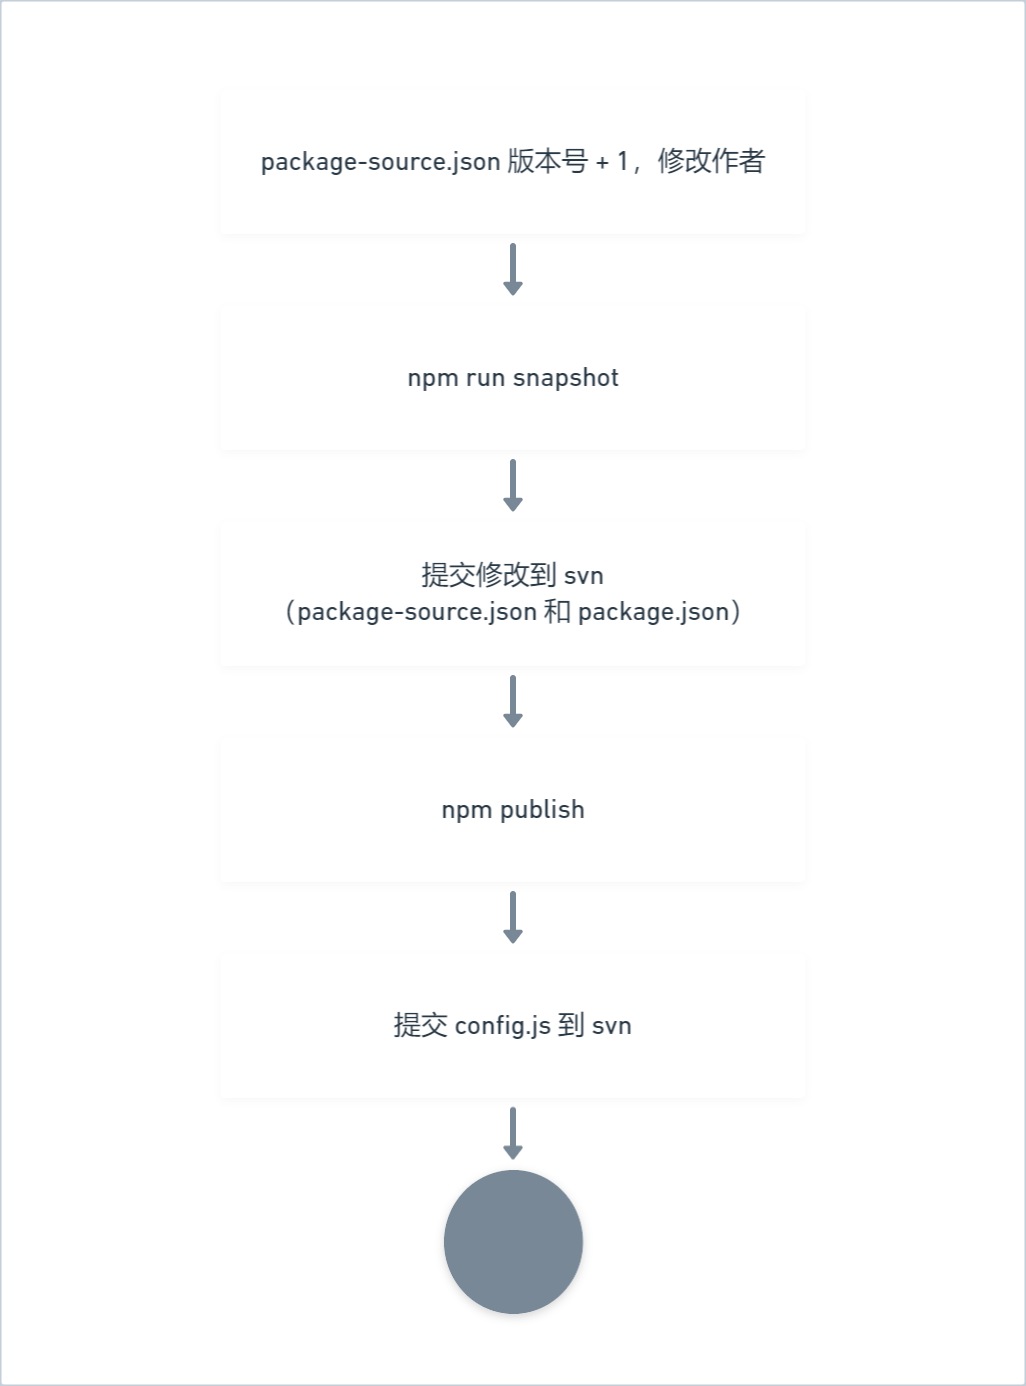 package-source.json 版本号 + 1，修改作者
npm run snapshot
提交修改到 svn
（package-source.json 和 package.json）
npm publish
提交 config.js 到 svn